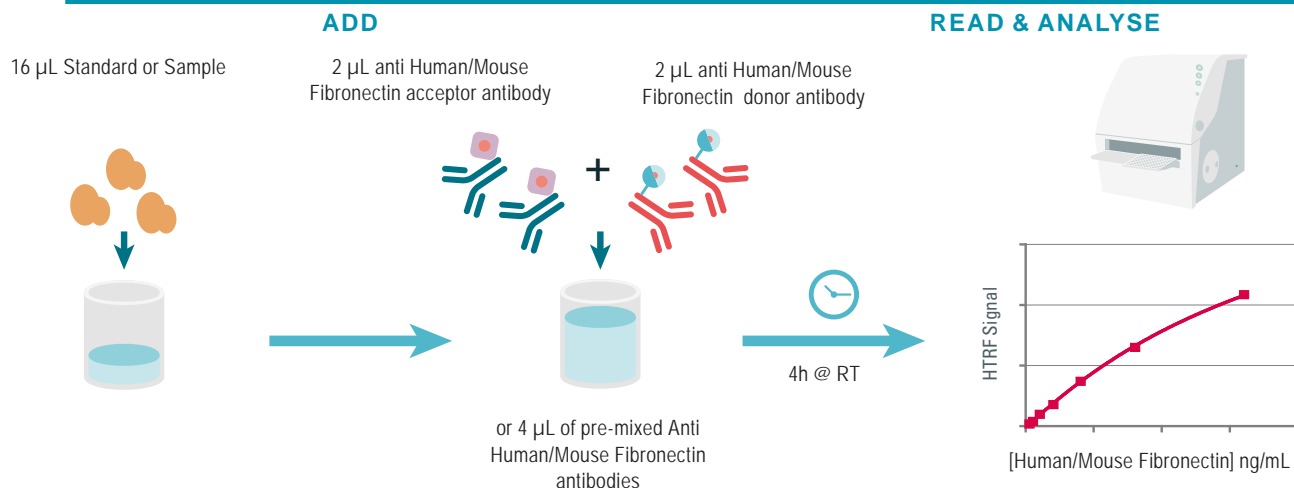 ADD
READ & ANALYSE
16 µL Standard or Sample
2 µL anti Human/Mouse
Fibronectin acceptor antibody
2 µL anti Human/Mouse
Fibronectin donor antibody
+
4h @ RT
or 4 µL of pre-mixed Anti
Human/Mouse Fibronectin
antibodies
HTRF Signal
[Human/Mouse Fibronectin] ng/mL